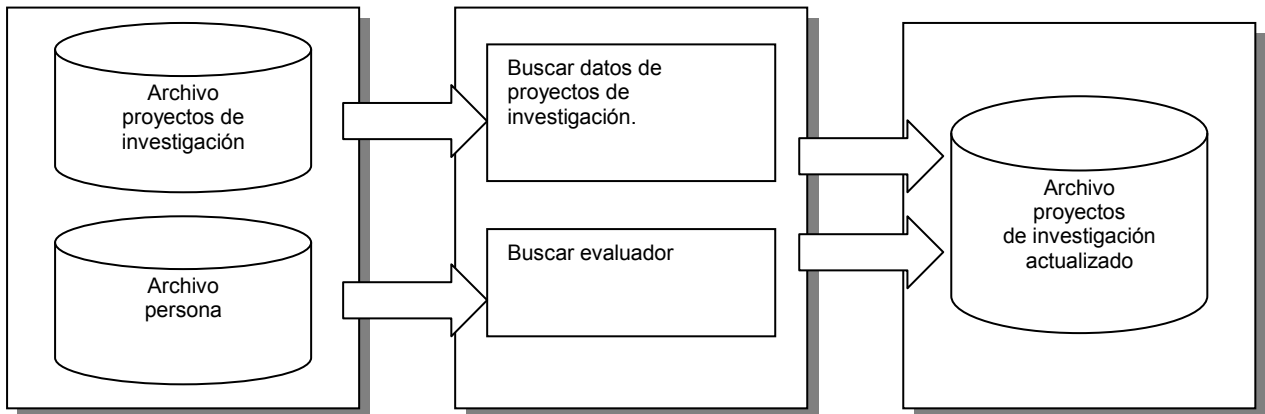 Archivo
proyectos de
investigación
Archivo
persona
Buscar datos de
proyectos de
investigación.
Buscar evaluador
Archivo
proyectos
de investigación
actualizado